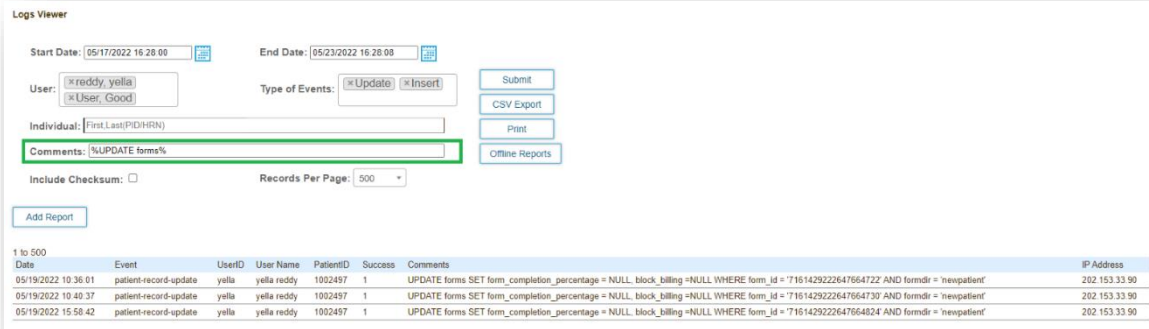 Logs Viewer
Start Date: 05/17/2022 16:28:00 End Date: 05/23/2022 16:28:08
User: ×reddy, yella ×User, Good Type of Events: ×Update ×Insert
Submit
CSV Export
Individual: First,Last(PID/HRN) Print
Comments: %UPDATE forms% Offline Reports
Include Checksum: Records Per Page: 500
Add Report
1 to 500
Date Event UserID User Name PatientID Success Comments IP Address
05/19/2022 10:36:01 patient-record-update yella yella reddy 1002497 1 UPDATE forms SET form_completion_percentage = NULL, block_billing =NULL WHERE form_id = '7161429222647664722' AND formdir = 'newpatient' 202.153.33.90
05/19/2022 10:40:37 patient-record-update yella yella reddy 1002497 1 UPDATE forms SET form_completion_percentage = NULL, block_billing =NULL WHERE form_id = '7161429222647664730' AND formdir = 'newpatient' 202.153.33.90
05/19/2022 15:58:42 patient-record-update yella yella reddy 1002497 1 UPDATE forms SET form_completion_percentage = NULL, block_billing =NULL WHERE form_id = '7161429222647664824' AND formdir = 'newpatient' 202.153.33.90